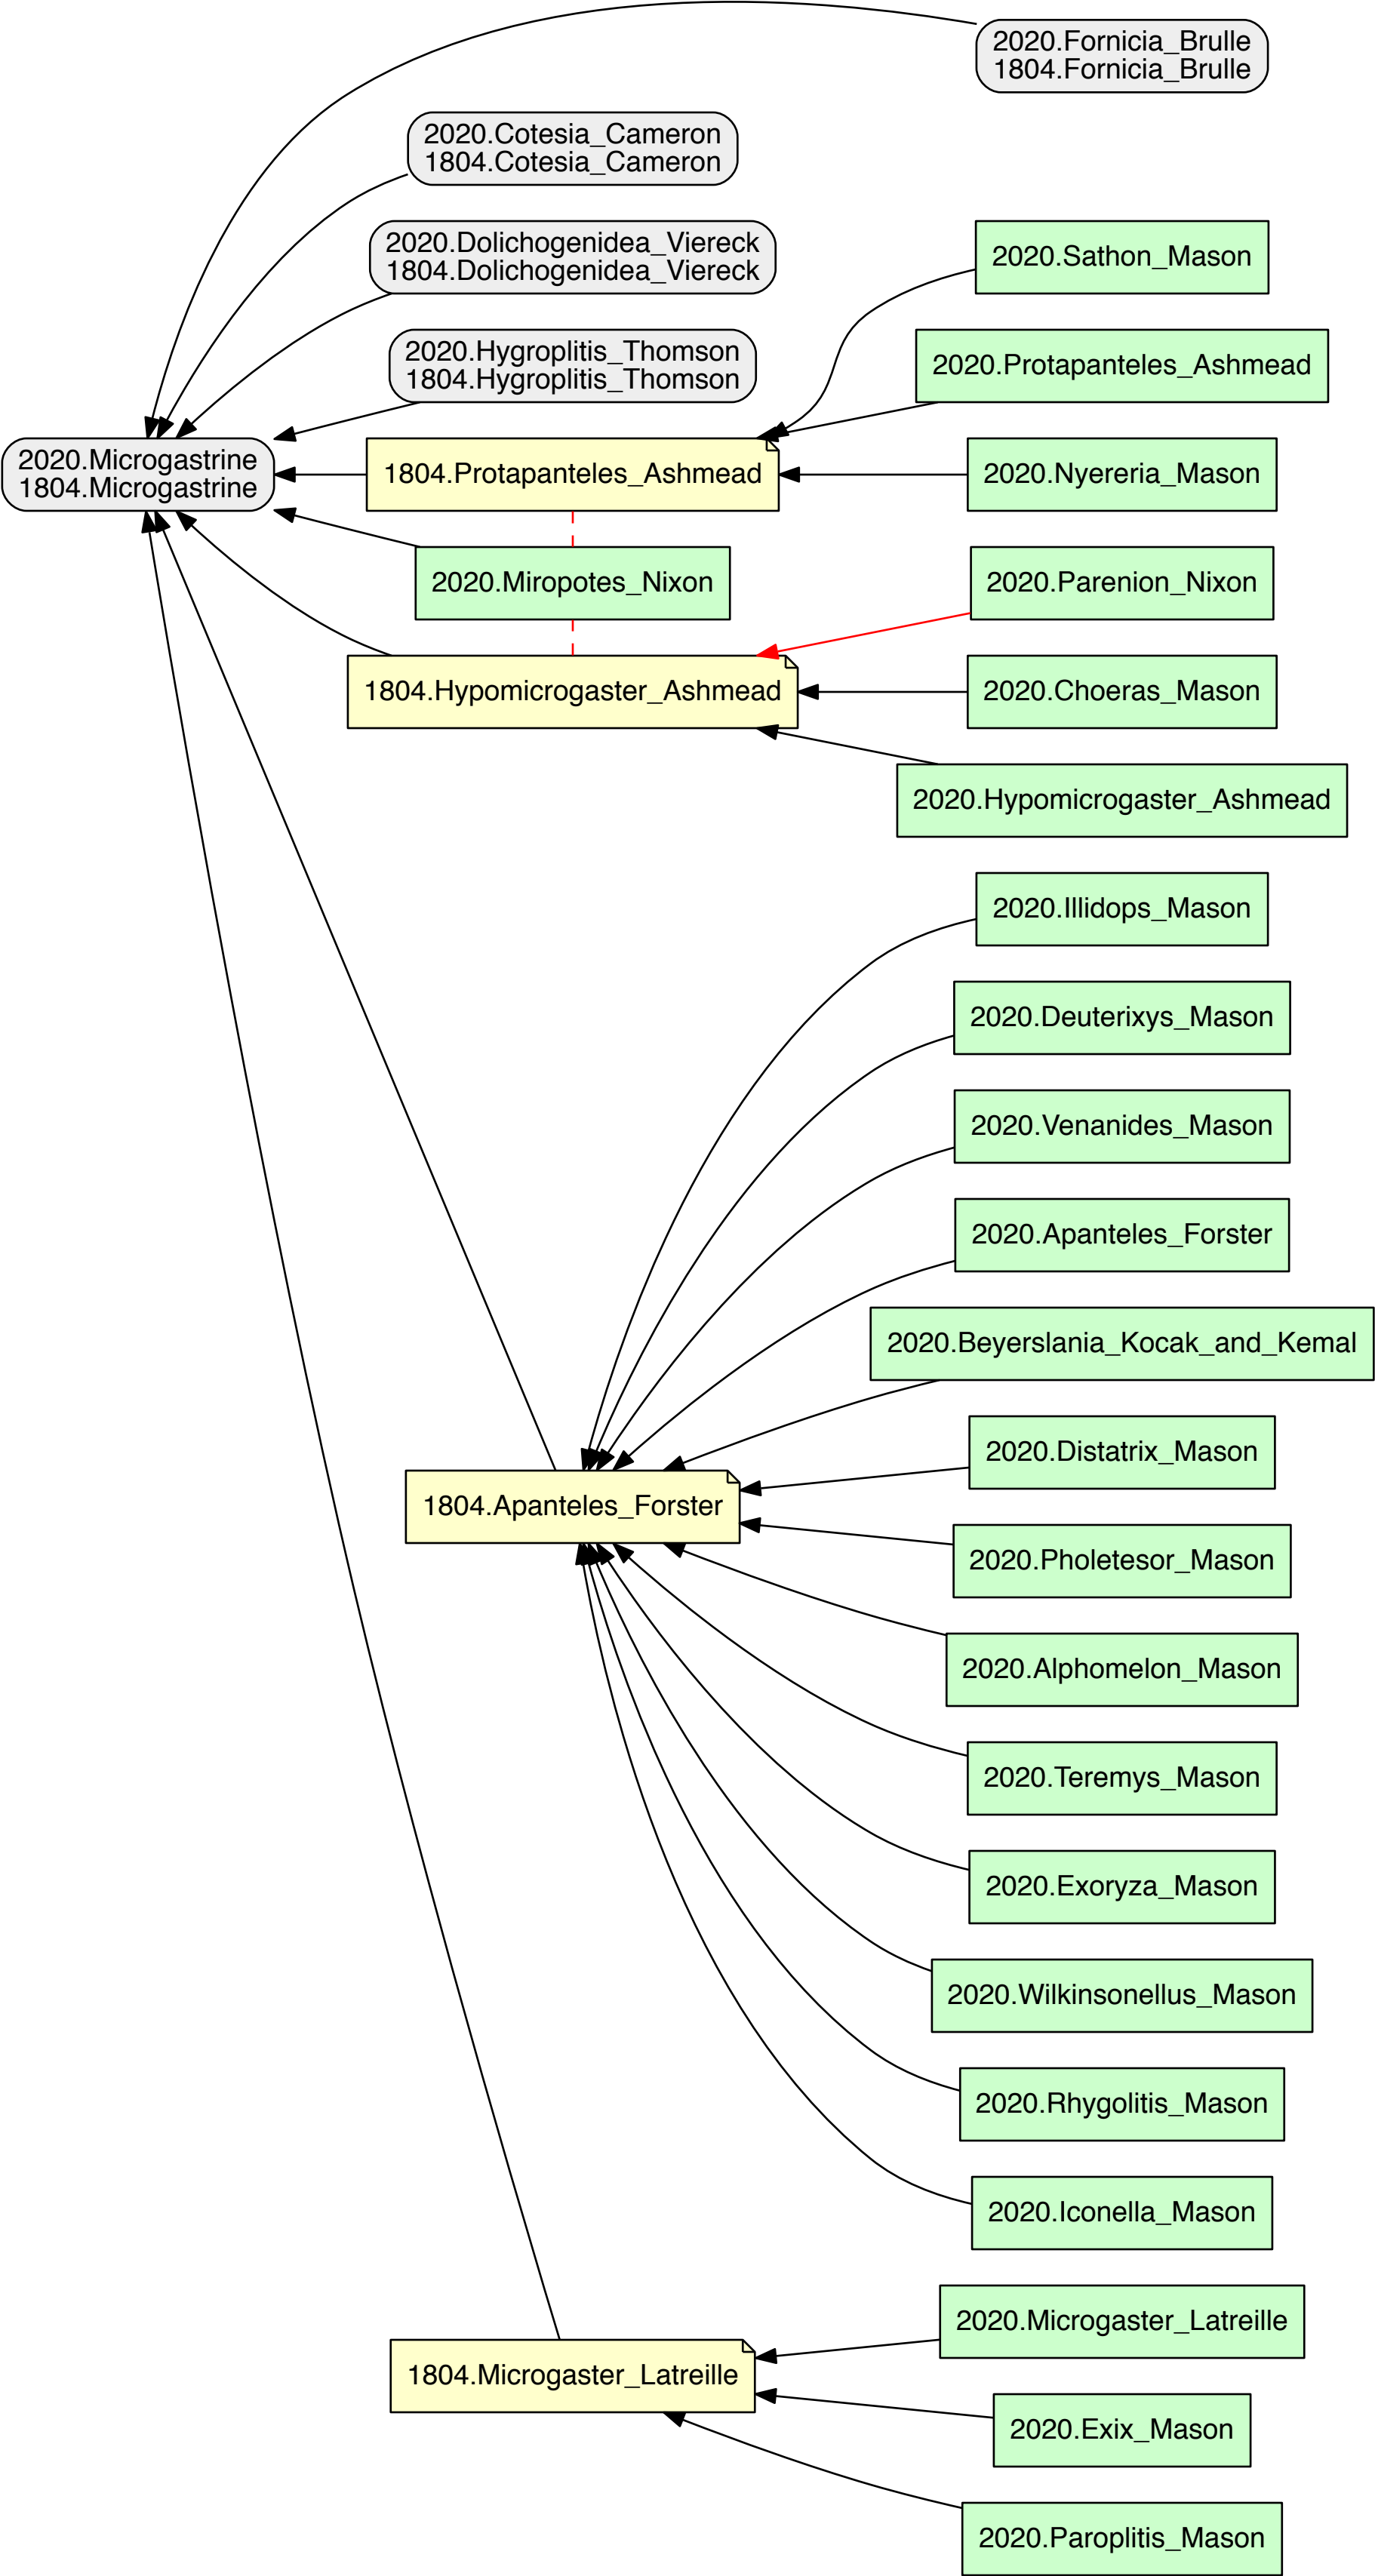 2020.Fornicia_Brulle
1804.Fornicia_Brulle
2020.Cotesia_Cameron
1804.Cotesia_Cameron
2020.Dolichogenidea_Viereck
1804.Dolichogenidea_Viereck
2020.Sathon_Mason
2020.Hygroplitis_Thomson
1804.Hygroplitis_Thomson
2020.Protapanteles_Ashmead
2020.Microgastrine
1804.Microgastrine
1804.Protapanteles_Ashmead
2020.Nyereria_Mason
2020.Miropotes_Nixon
2020.Parenion_Nixon
1804.Hypomicrogaster_Ashmead
2020.Choeras_Mason
2020.Hypomicrogaster_Ashmead
2020.Illidops_Mason
2020.Deuterixys_Mason
2020.Venanides_Mason
2020.Apanteles_Forster
2020.Beyerslania_Kocak_and_Kemal
2020.Distatrix_Mason
1804.Apanteles_Forster
2020.Pholetesor_Mason
2020.Alphomelon_Mason
2020.Teremys_Mason
2020.Exoryza_Mason
2020.Wilkinsonellus_Mason
2020.Rhygolitis_Mason
2020.Iconella_Mason
2020.Microgaster_Latreille
1804.Microgaster_Latreille
2020.Exix_Mason
2020.Paroplitis_Mason